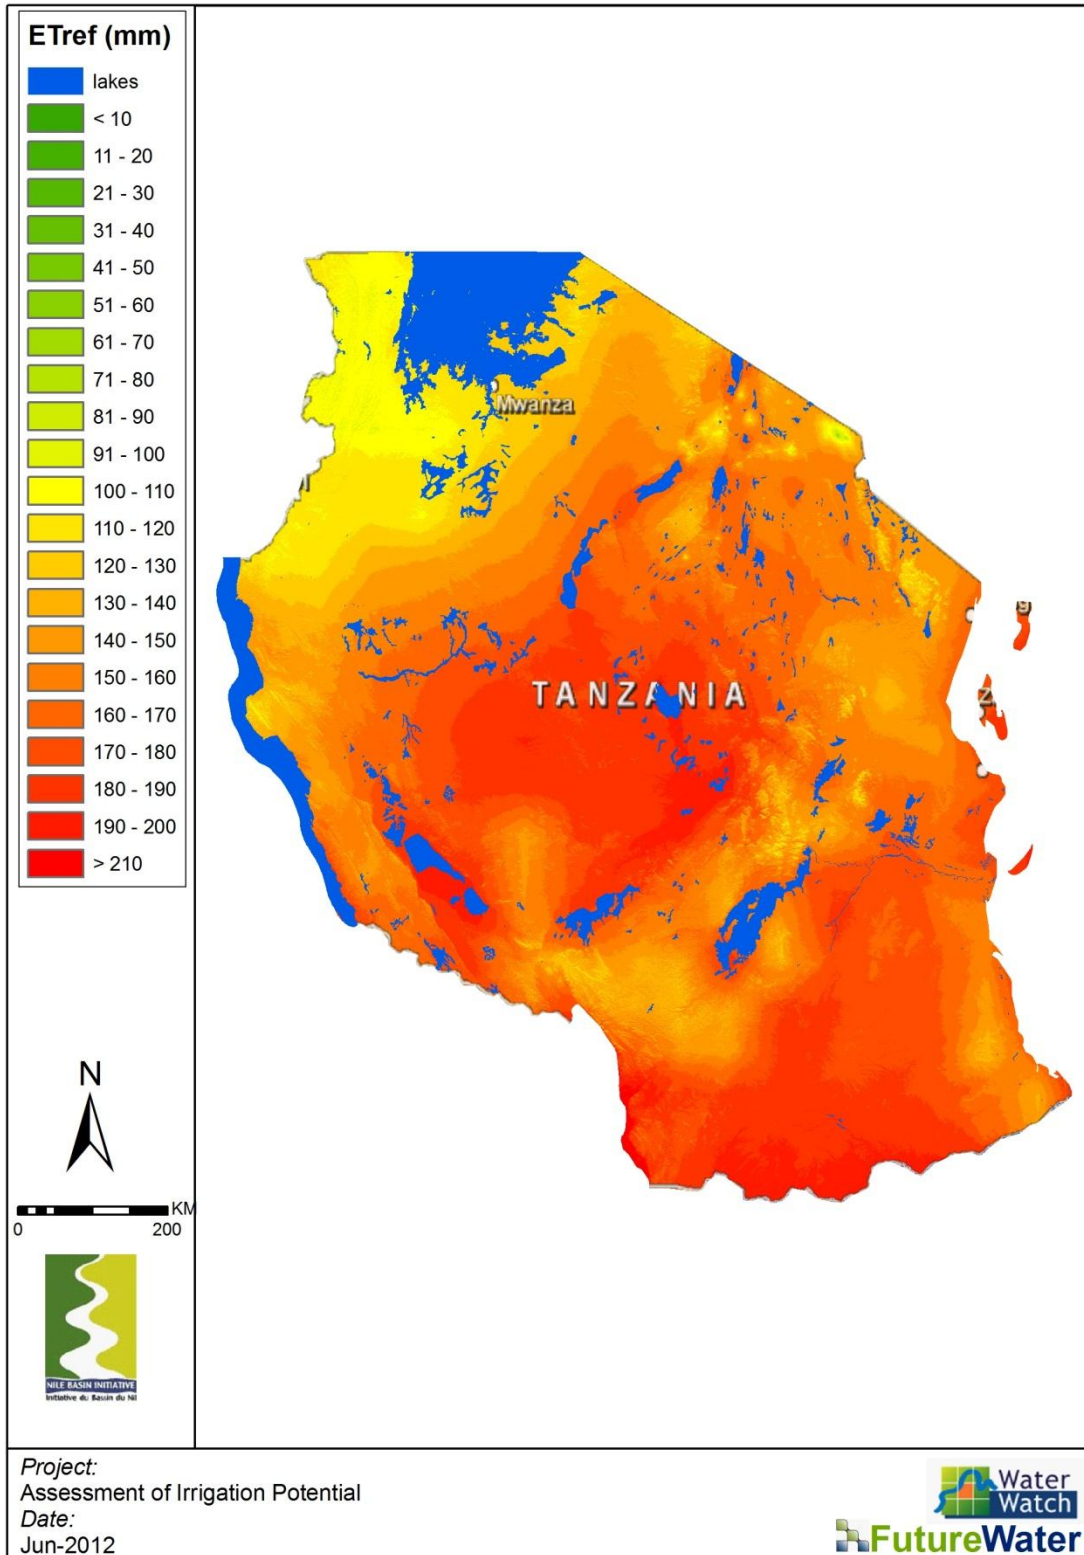 ETref (mm)
lakes
< 10
11 - 20
21 - 30
31 - 40
41 - 50
51 - 60
61 - 70
71 - 80
81 - 90
91 - 100
100 - 110
110 - 120
120 - 130
130 - 140
140 - 150
150 - 160
160 - 170
170 - 180
180 - 190
190 - 200
> 210
Mwanza
TANZANIA
Z
N
KM
0 200
NILE BASIN INITIATIVE
Initiative du Bassin du Nil
Project:
Assessment of Irrigation Potential
Date:
Jun-2012
Water
Watch
FutureWater